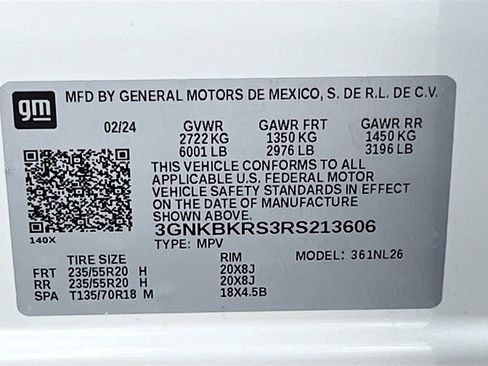 gm
MFD BY GENERAL MOTORS DE MEXICO, S. DE R.L. DE C.V.
02/24 GVWR GAWR FRT GAWR RR
2722 KG 1350 KG 1450 KG
6001 LB 2976 LB 3196 LB
THIS VEHICLE CONFORMS TO ALL
APPLICABLE U.S. FEDERAL MOTOR
VEHICLE SAFETY STANDARDS IN EFFECT
ON THE DATE OF MANUFACTURE SHOWN ABOVE.
3GNKBKRS3RS213606
140X TYPE: MPV
TIRE SIZE RIM MODEL: 361NL26
FRT 235/55R20 H 20X8J
RR 235/55R20 H 20X8J
SPA T135/70R18 M 18X4.5B